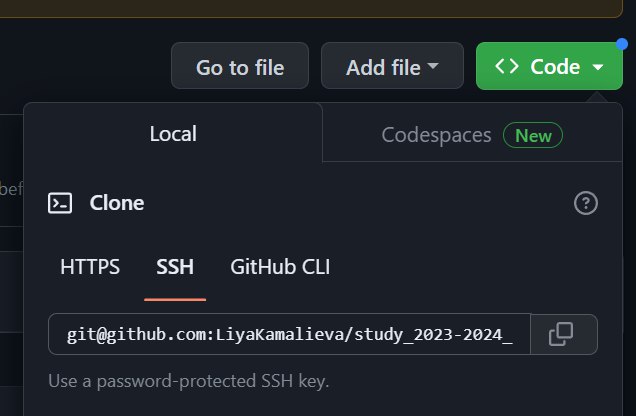 Go to file Add file Code
Local Codespaces New
bef
Clone
HTTPS SSH GitHub CLI
git@github.com:LiyaKamalieva/study_2023-2024_
Use a password-protected SSH key.